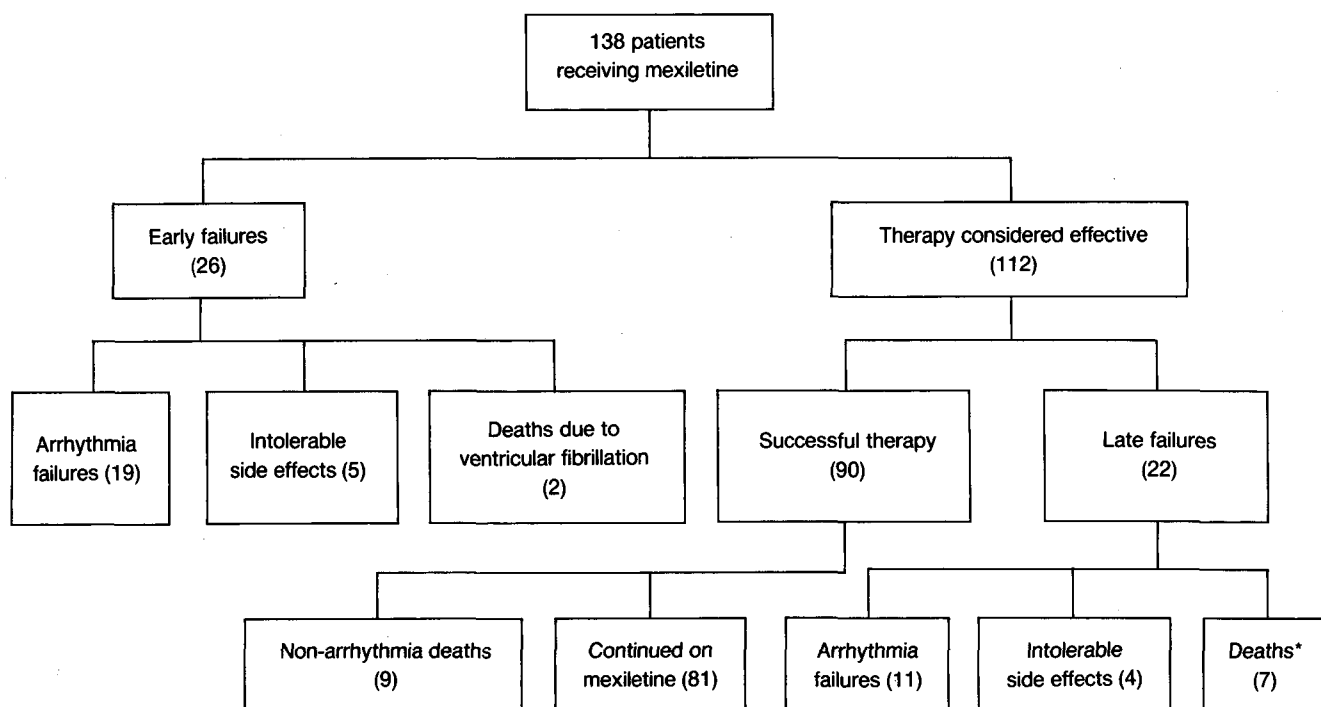 138 patients
receiving mexiletine
Early failures
(26)
Therapy considered effective
(112)
Arrhythmia
failures (19)
Intolerable
side effects (5)
Deaths due to
ventricular fibrillation
(2)
Successful therapy
(90)
Late failures
(22)
Non-arrhythmia deaths
(9)
Continued on
mexiletine (81)
Arrhythmia
failures (11)
Intolerable
side effects (4)
Deaths*
(7)